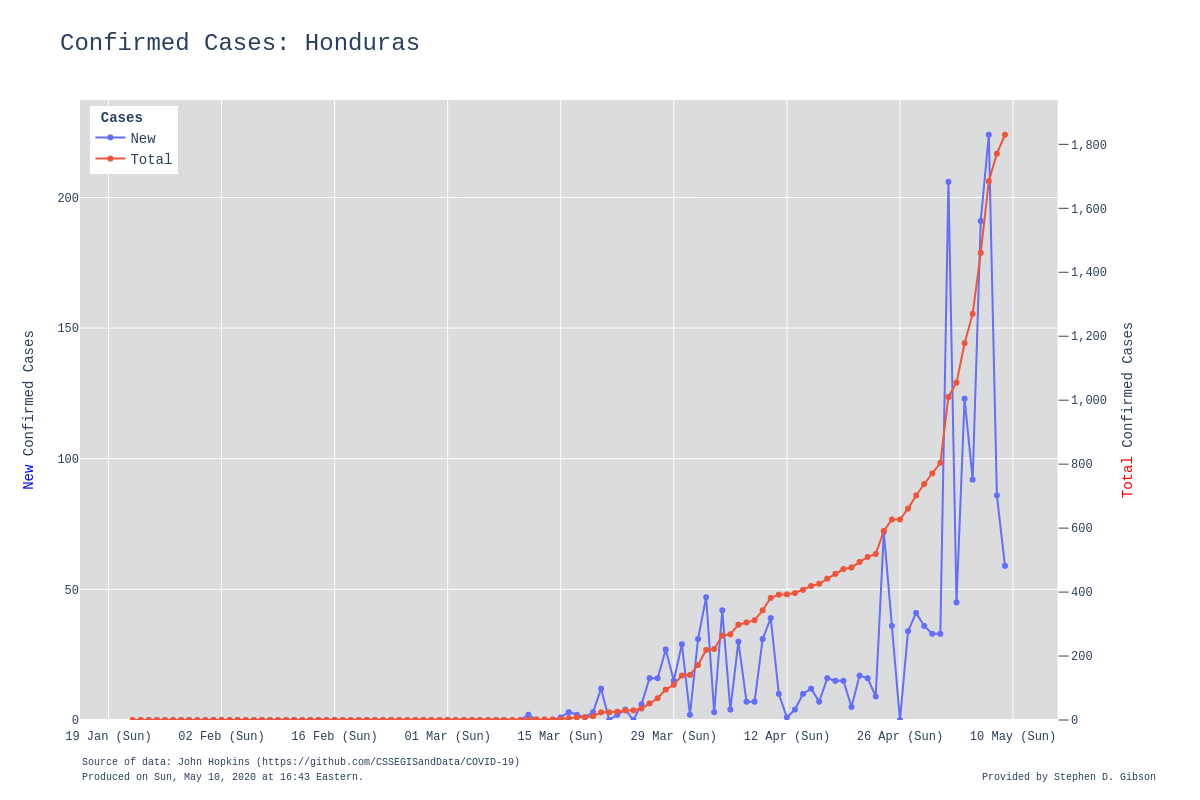 Confirmed Cases: Honduras
Cases
New
Total
200
150
100
50
0
1,800
1,600
1,400
1,200
1,000
800
600
400
200
0
New Confirmed Cases
Total Confirmed Cases
19 Jan (Sun) 02 Feb (Sun) 16 Feb (Sun) 01 Mar (Sun) 15 Mar (Sun) 29 Mar (Sun) 12 Apr (Sun) 26 Apr (Sun) 10 May (Sun)
Source of data: John Hopkins (https://github.com/CSSEGISandData/COVID-19)
Produced on Sun, May 10, 2020 at 16:43 Eastern.
Provided by Stephen D. Gibson